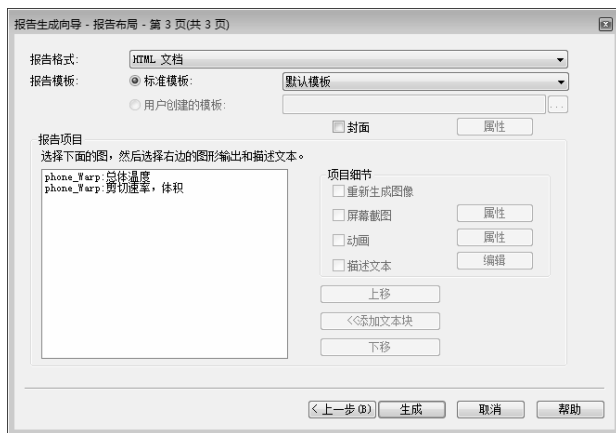 报告生成向导 - 报告布局 - 第 3 页(共 3 页)
报告格式: HTML 文档
报告模板: 标准模板: 默认模板
用户创建的模板: ...
封面 属性
报告项目
选择下面的图，然后选择右边的图形输出和描述文本。
phone_Warp:总体温度
phone_Warp:剪切速率，体积
项目细节
重新生成图像
屏幕截图 属性
动画 属性
描述文本 编辑
上移
<<添加文本块
下移
< 上一步(B) 生成 取消 帮助